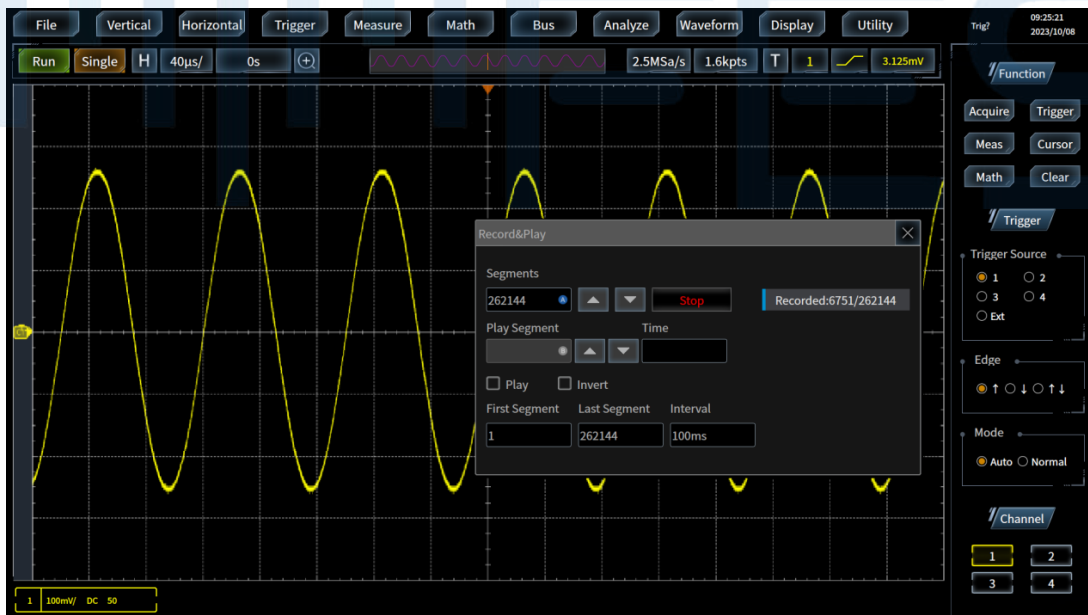 File Vertical Horizontal Trigger Measure Math Bus Analyze Waveform Display Utility Trig? 09:25:21
2023/10/08
Run Single H 40μs/ 0s 2.5MSa/s 1.6kpts T 1 3.125mV
Function
Acquire Trigger
Meas Cursor
Math Clear
Trigger
Trigger Source
1 2
3 4
Ext
Edge
↑ ↓ ↑↓
Mode
Auto Normal
Channel
1 2
3 4
Record&Play
Segments
262144 A Stop Recorded:6751/262144
Play Segment Time
Play Invert
First Segment Last Segment Interval
1 262144 100ms
1 100mV/ DC 50